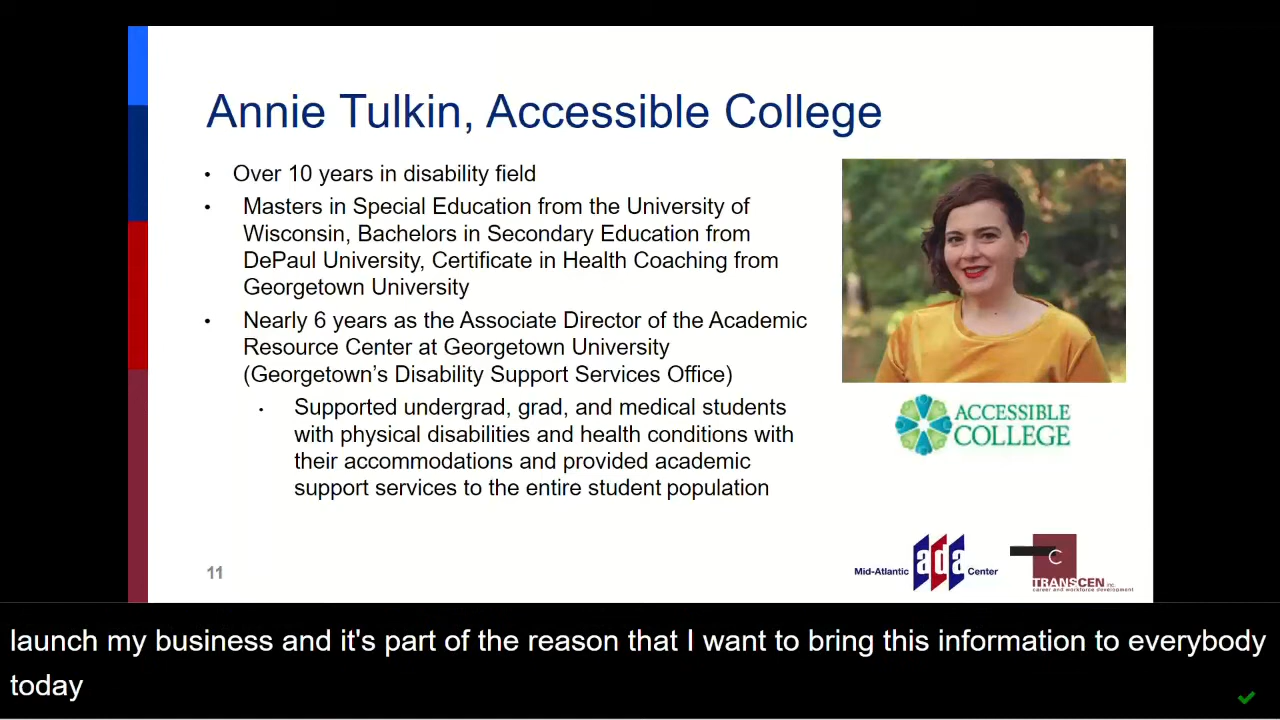 Annie Tulkin, Accessible College
• Over 10 years in disability field
• Masters in Special Education from the University of
Wisconsin, Bachelors in Secondary Education from
DePaul University, Certificate in Health Coaching from
Georgetown University
• Nearly 6 years as the Associate Director of the Academic
Resource Center at Georgetown University
(Georgetown’s Disability Support Services Office)
• Supported undergrad, grad, and medical students
with physical disabilities and health conditions with
their accommodations and provided academic
support services to the entire student population
ACCESSIBLE
COLLEGE
11
Mid-Atlantic ada Center
C
TRANSCEN inc.
career and workforce development
launch my business and it's part of the reason that I want to bring this information to everybody
today